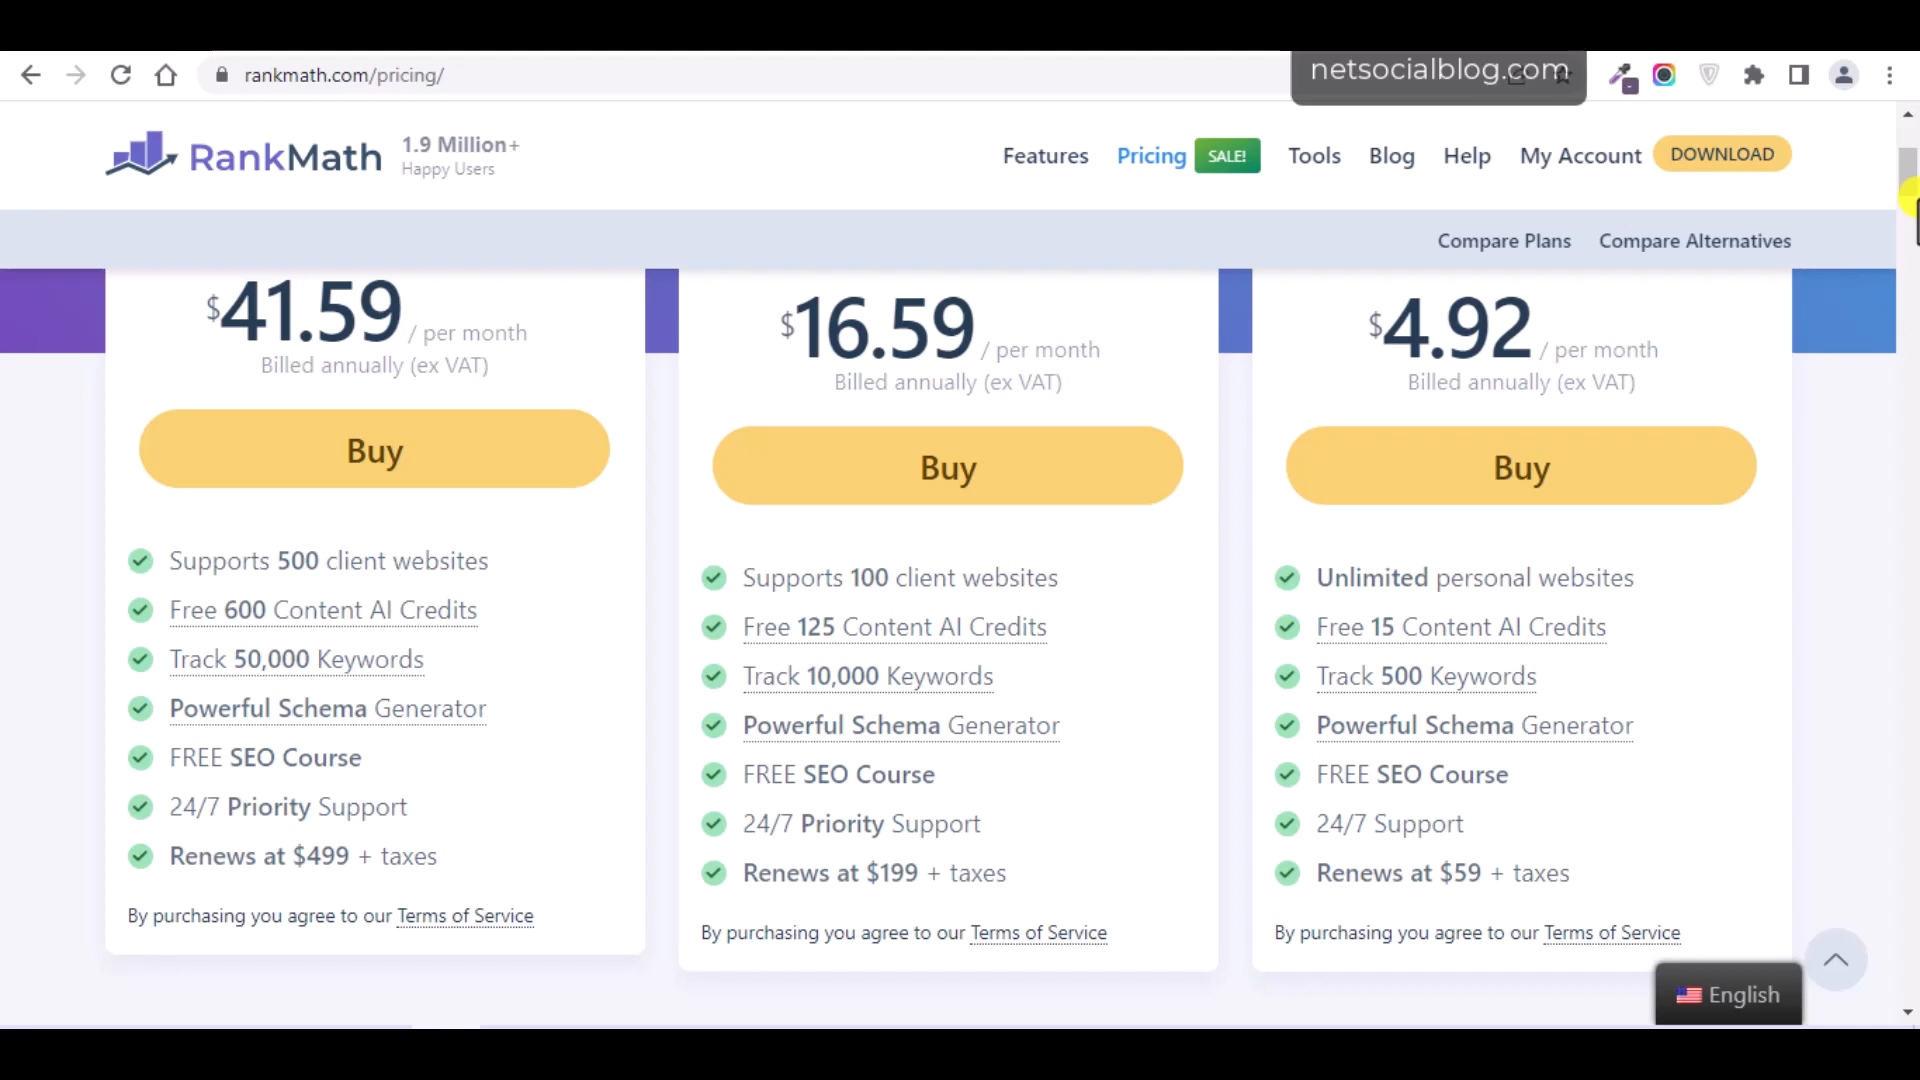 rankmath.com/pricing/
netsocialblog.com
RankMath
1.9 Million+
Happy Users
Features
Pricing
SALE!
Tools
Blog
Help
My Account
DOWNLOAD
Compare Plans
Compare Alternatives
$41.59 / per month
Billed annually (ex VAT)
Buy
Supports 500 client websites
Free 600 Content AI Credits
Track 50,000 Keywords
Powerful Schema Generator
FREE SEO Course
24/7 Priority Support
Renews at $499 + taxes
By purchasing you agree to our Terms of Service
$16.59 / per month
Billed annually (ex VAT)
Buy
Supports 100 client websites
Free 125 Content AI Credits
Track 10,000 Keywords
Powerful Schema Generator
FREE SEO Course
24/7 Priority Support
Renews at $199 + taxes
By purchasing you agree to our Terms of Service
$4.92 / per month
Billed annually (ex VAT)
Buy
Unlimited personal websites
Free 15 Content AI Credits
Track 500 Keywords
Powerful Schema Generator
FREE SEO Course
24/7 Support
Renews at $59 + taxes
By purchasing you agree to our Terms of Service
English